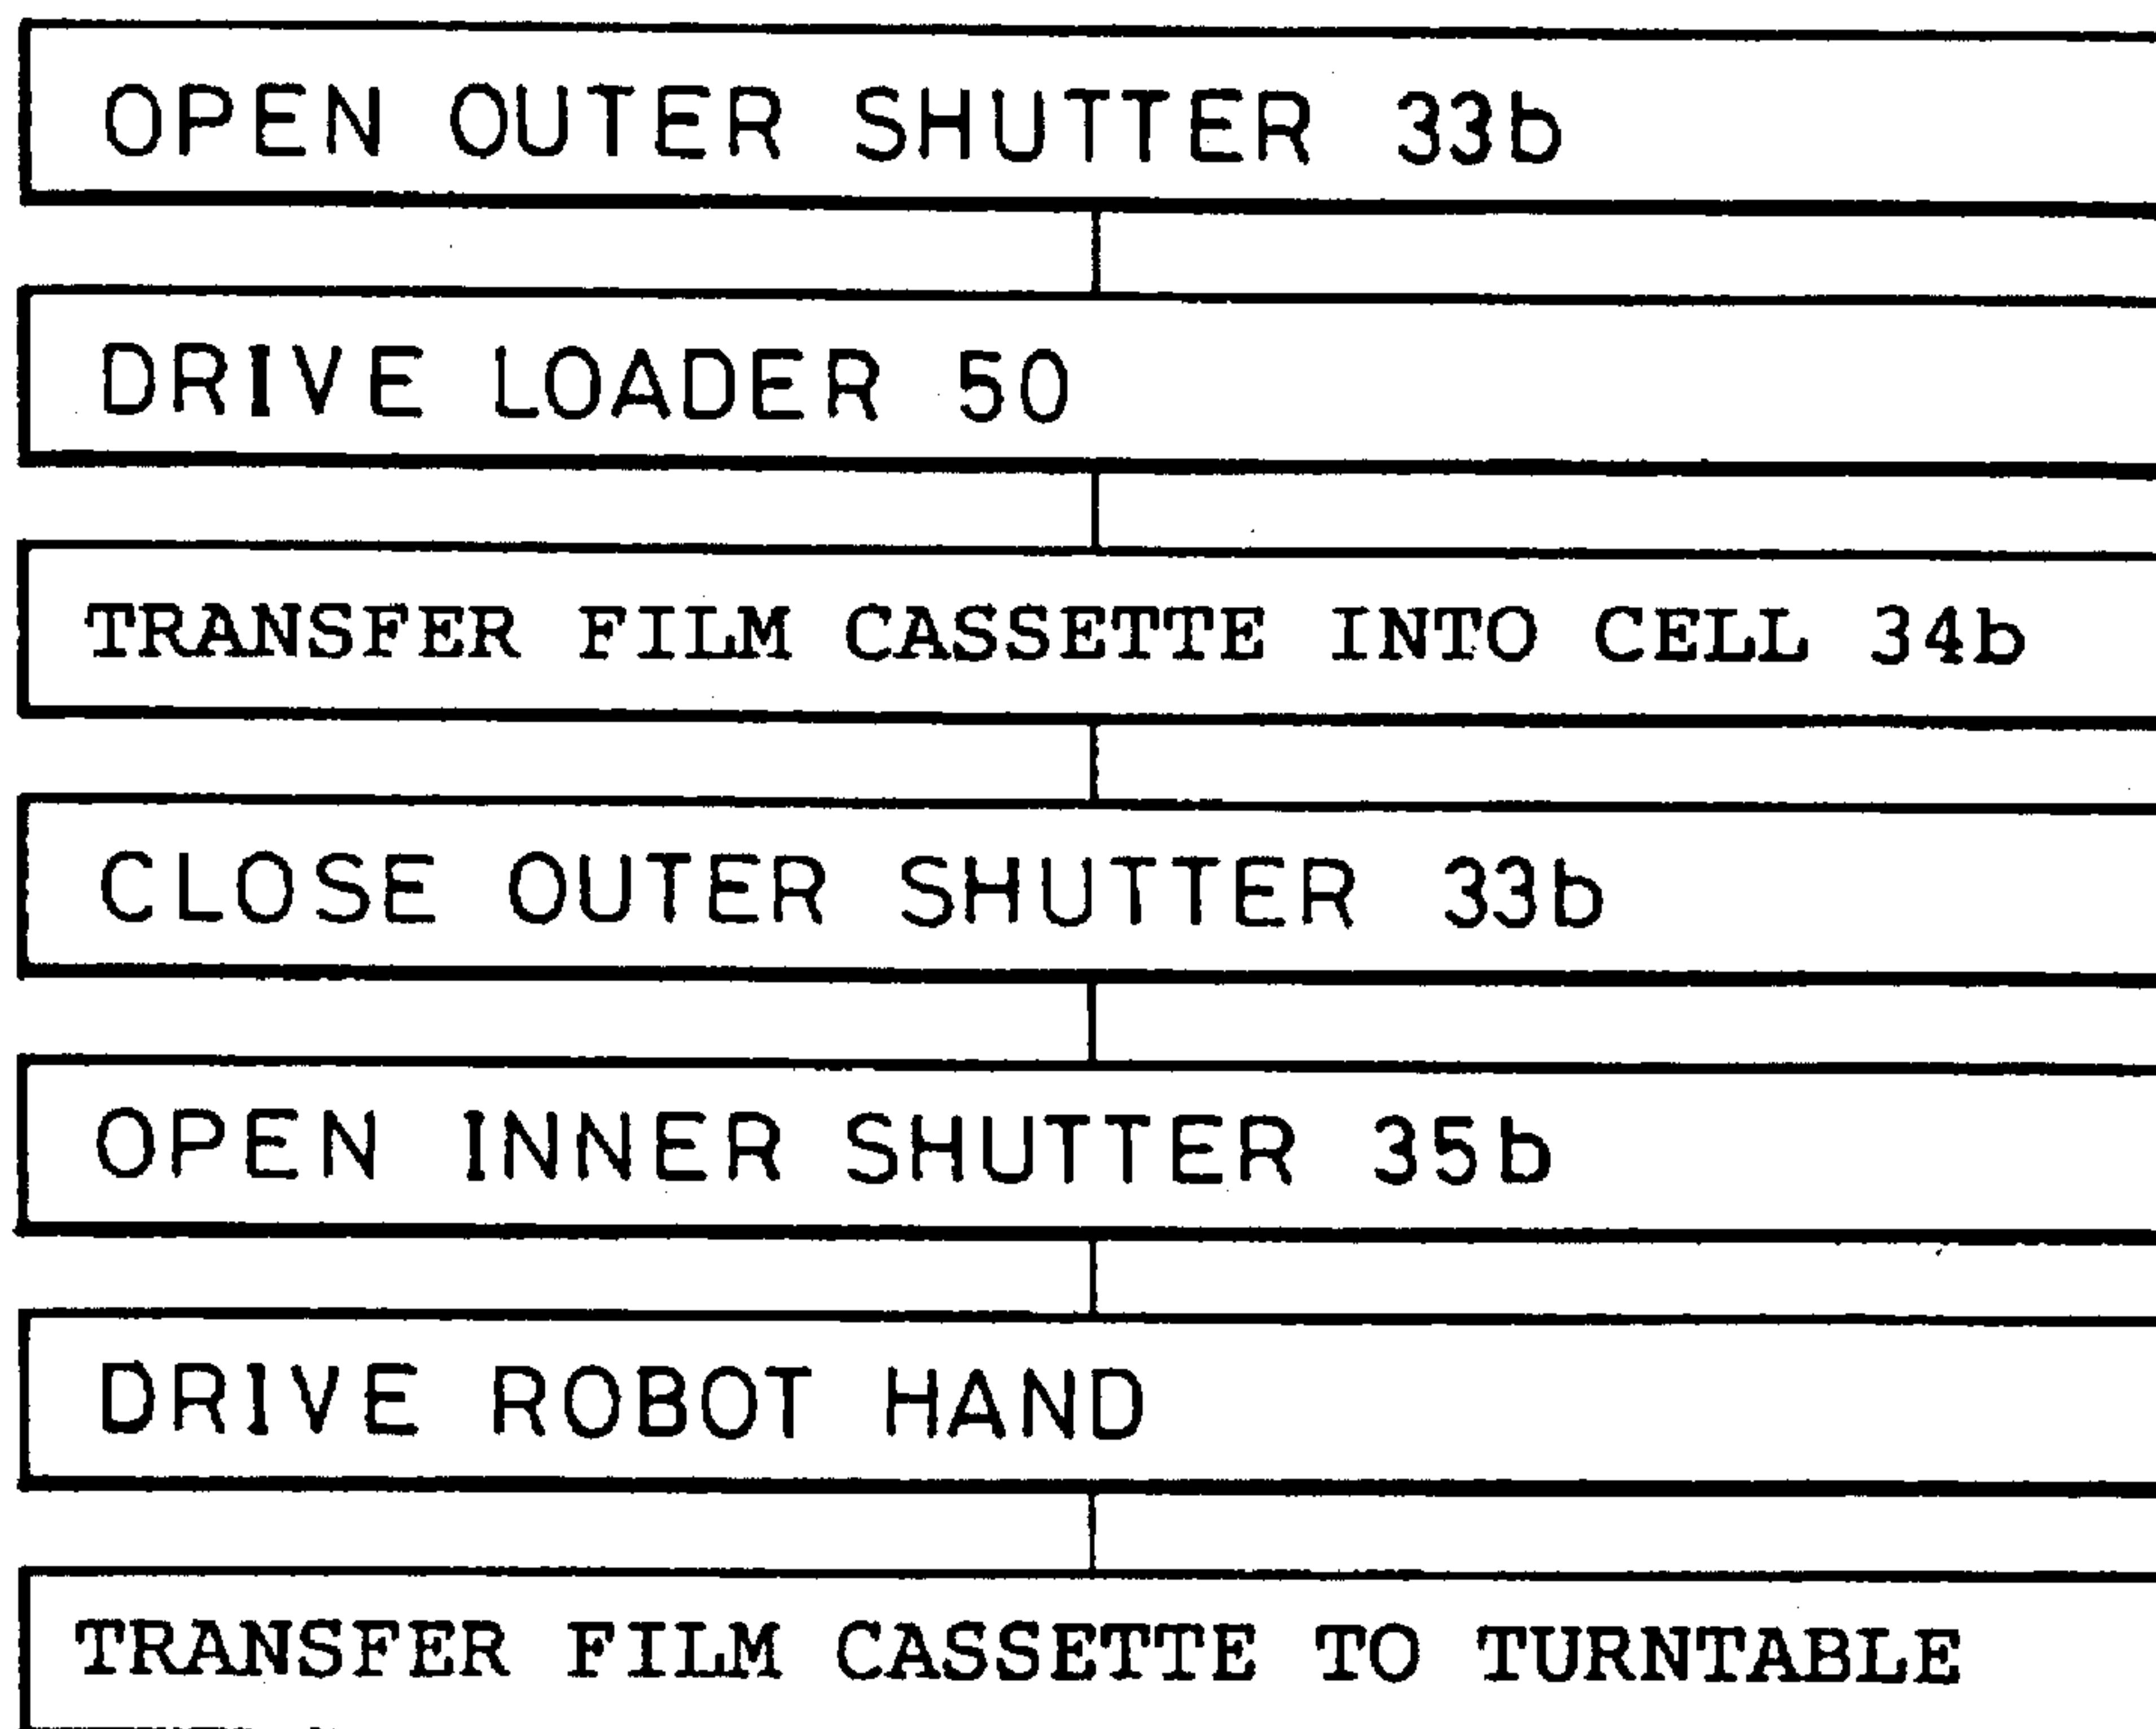 OPEN OUTER SHUTTER 33b
DRIVE LOADER 50
TRANSFER FILM CASSETTE INTO CELL 34b
CLOSE OUTER SHUTTER 33b
OPEN INNER SHUTTER 35b
DRIVE ROBOT HAND
TRANSFER FILM CASSETTE TO TURNTABLE